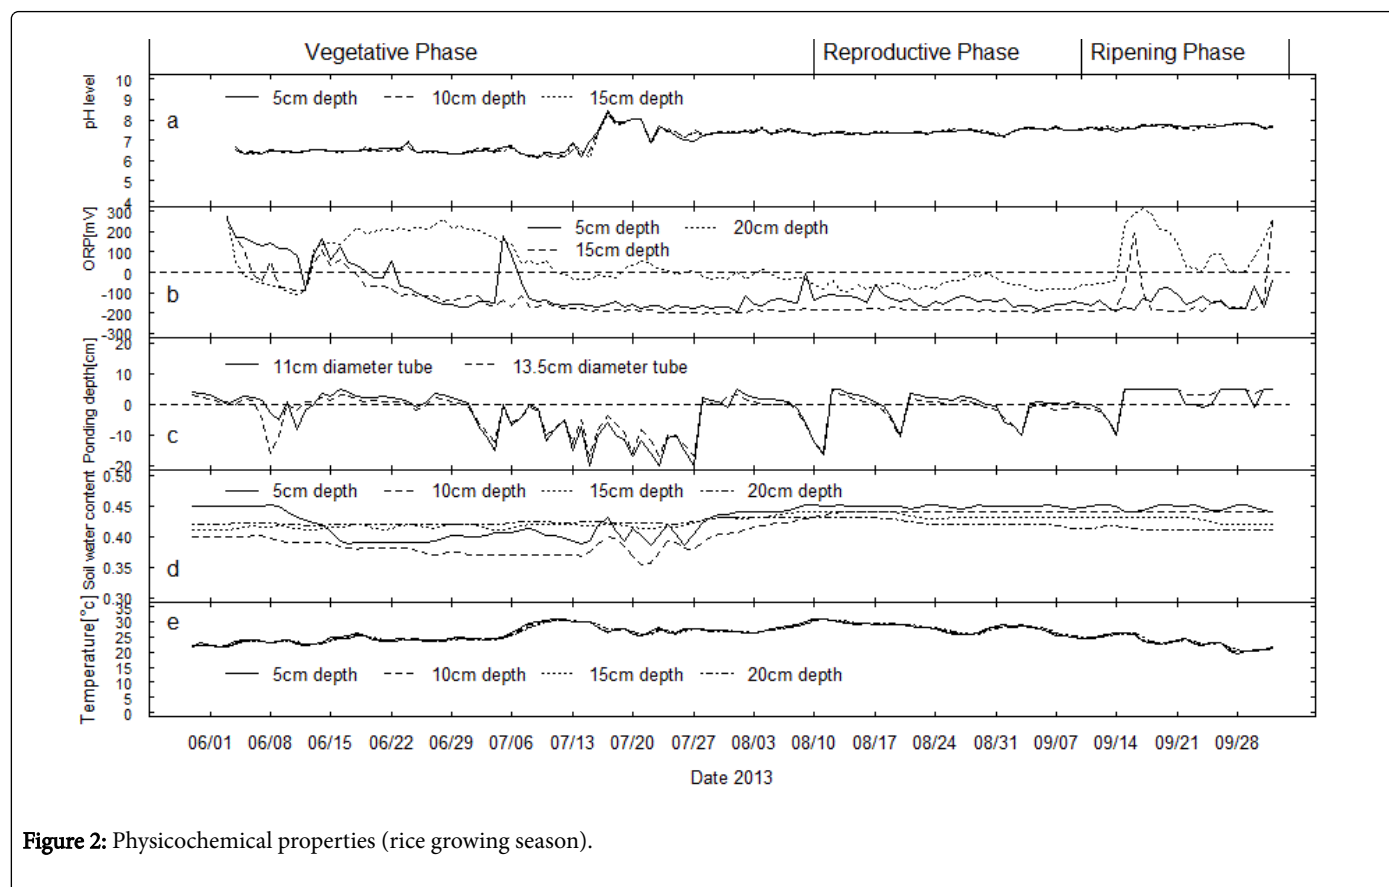 Vegetative Phase Reproductive Phase Ripening Phase
pH level
10
9
8
7
6
5
4
5cm depth 10cm depth 15cm depth
a
ORP[mV]
300
200
100
0
-100
-200
-300
5cm depth 20cm depth
15cm depth
b
Ponding depth[cm]
20
10
0
-10
-20
11cm diameter tube 13.5cm diameter tube
c
Soil water content
0.50
0.45
0.40
0.35
0.30
5cm depth 10cm depth 15cm depth 20cm depth
d
Temperature[°c]
35
30
25
20
15
10
5
0
e
5cm depth 10cm depth 15cm depth 20cm depth
06/01 06/08 06/15 06/22 06/29 07/06 07/13 07/20 07/27 08/03 08/10 08/17 08/24 08/31 09/07 09/14 09/21 09/28
Date 2013
Figure 2: Physicochemical properties (rice growing season).